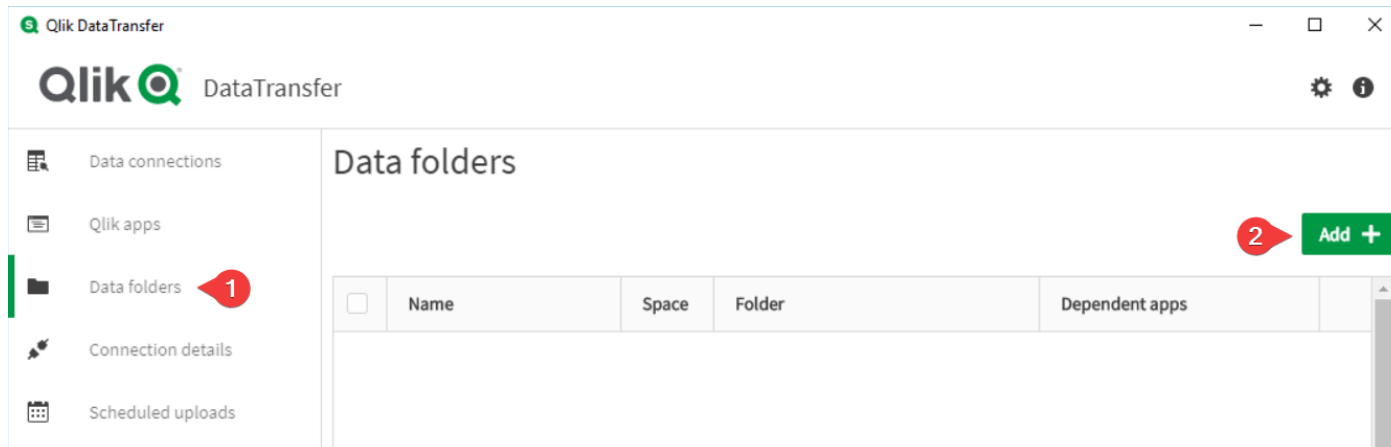 Qlik DataTransfer
Qlik DataTransfer
Data connections
Qlik apps
Data folders 1
Connection details
Scheduled uploads
Data folders
2 Add +
Name Space Folder Dependent apps